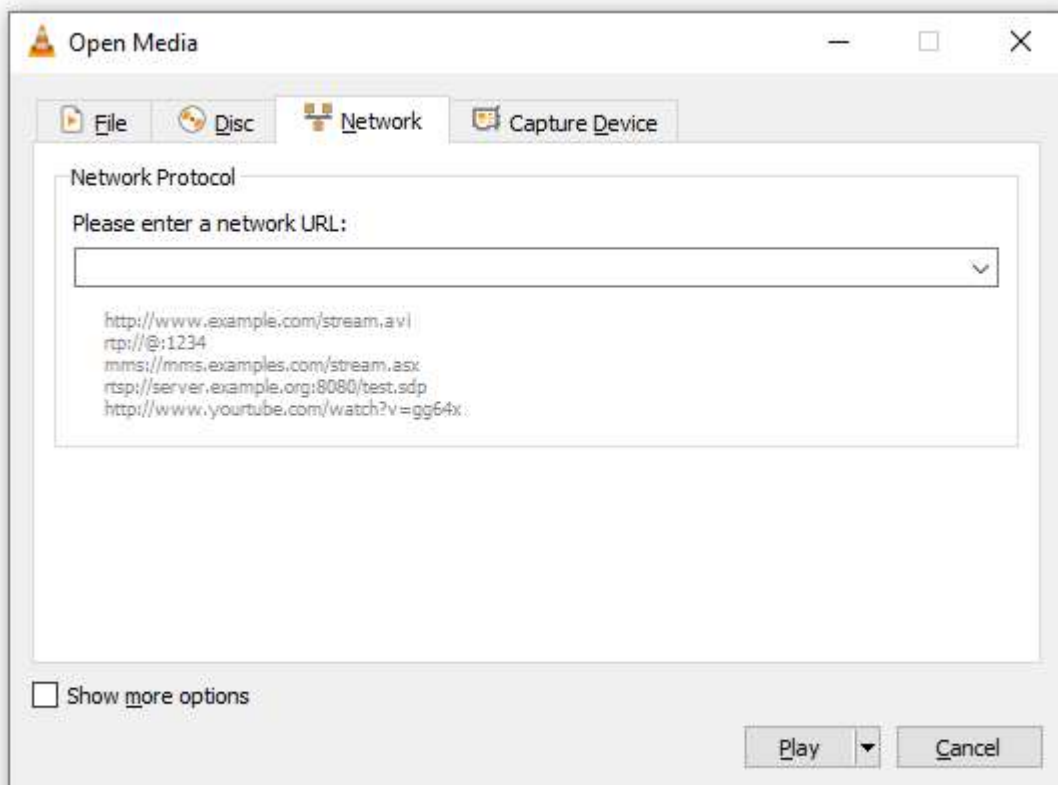 Open Media
File
Disc
Network
Capture Device
Network Protocol
Please enter a network URL:
http://www.example.com/stream.avi
rtp://@:1234
mms://mms.examples.com/stream.asx
rtsp://server.example.org:8080/test.sdp
http://www.yourtube.com/watch?v=gg64x
Show more options
Play
Cancel